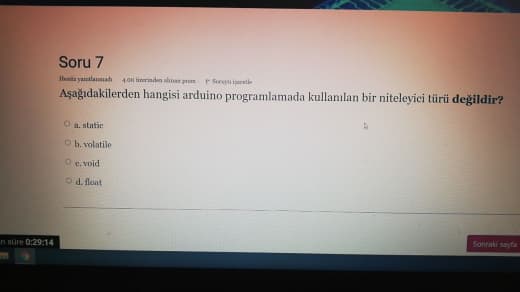 Soru 7
Henüz yanıtlanmadı 4,00 üzerinden alınan puan Soruyu işaretle
Aşağıdakilerden hangisi arduino programlamada kullanılan bir niteleyici türü değildir?
a. static
b. volatile
c. void
d. float
n süre 0:29:14
Sonraki sayfa